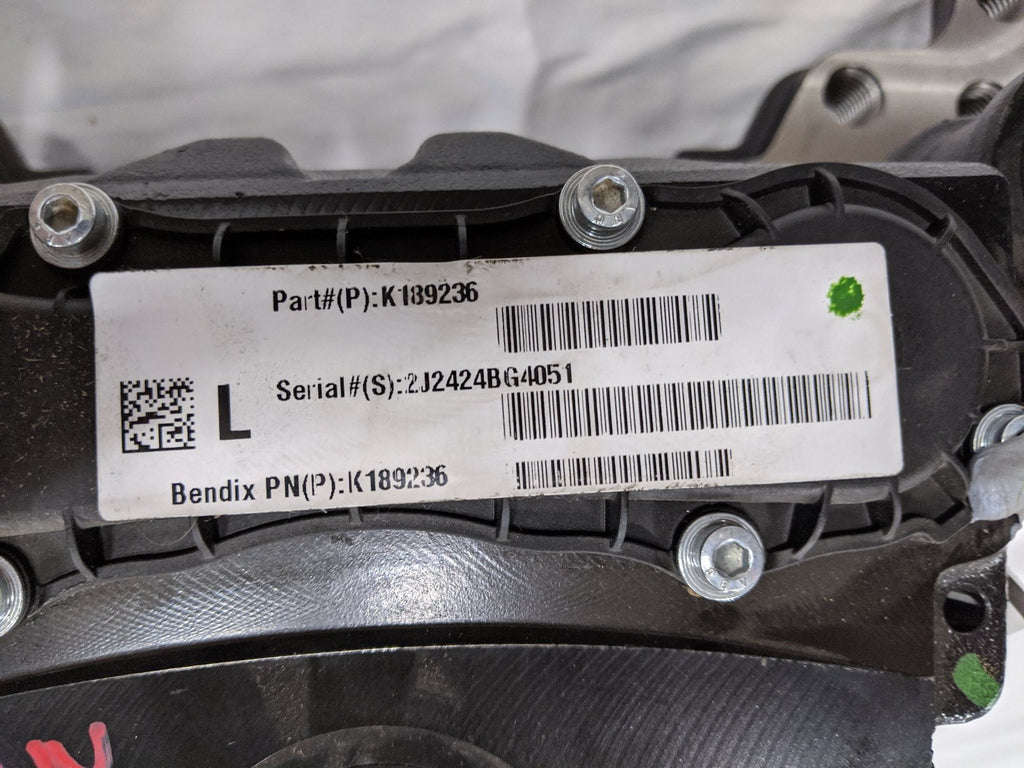 Part#(P):K189236
Serial#(S):2J2424BG4051
L
Bendix PN(P):K189236